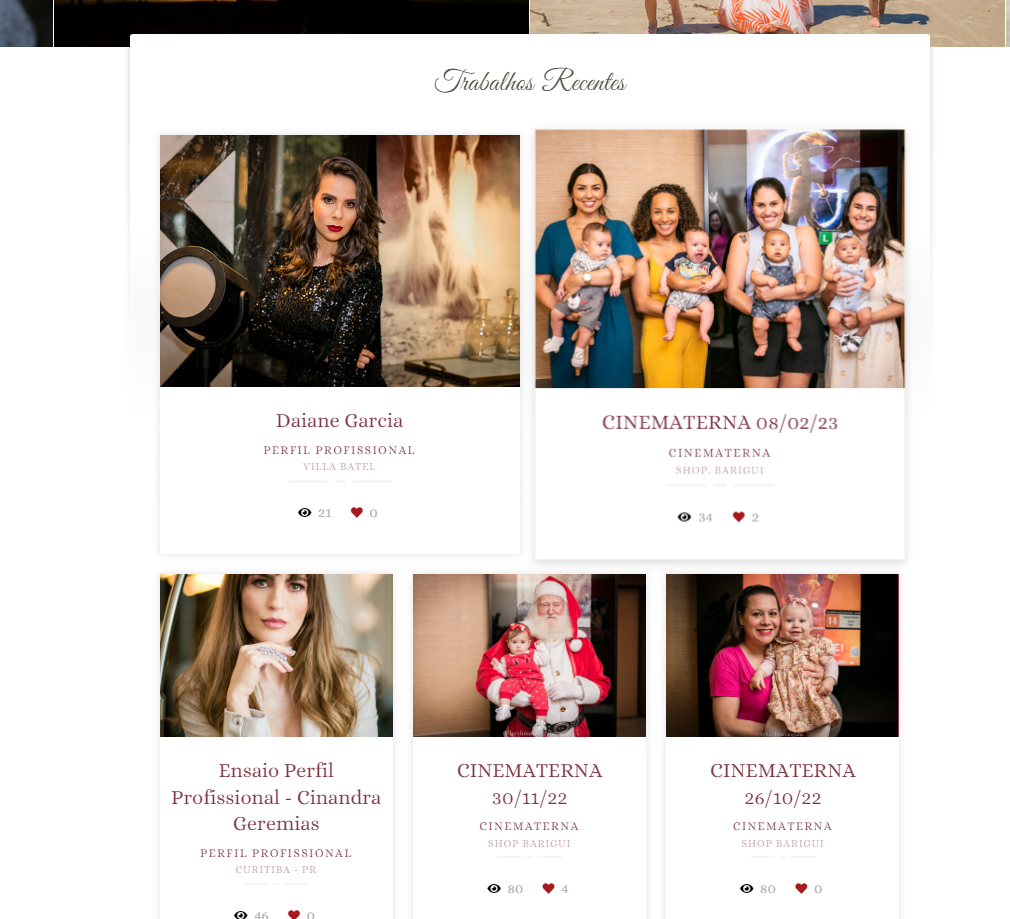 Trabalhos Recentes
Daiane Garcia
PERFIL PROFISSIONAL
VILLA BATEL
21 0
CINEMATERNA 08/02/23
CINEMATERNA
SHOP. BARIGUI
34 2
L
14
Ensaio Perfil
Profissional - Cinandra
Geremias
PERFIL PROFISSIONAL
CURITIBA - PR
46 0
CINEMATERNA
30/11/22
CINEMATERNA
SHOP BARIGUI
80 4
CINEMATERNA
26/10/22
CINEMATERNA
SHOP BARIGUI
80 0